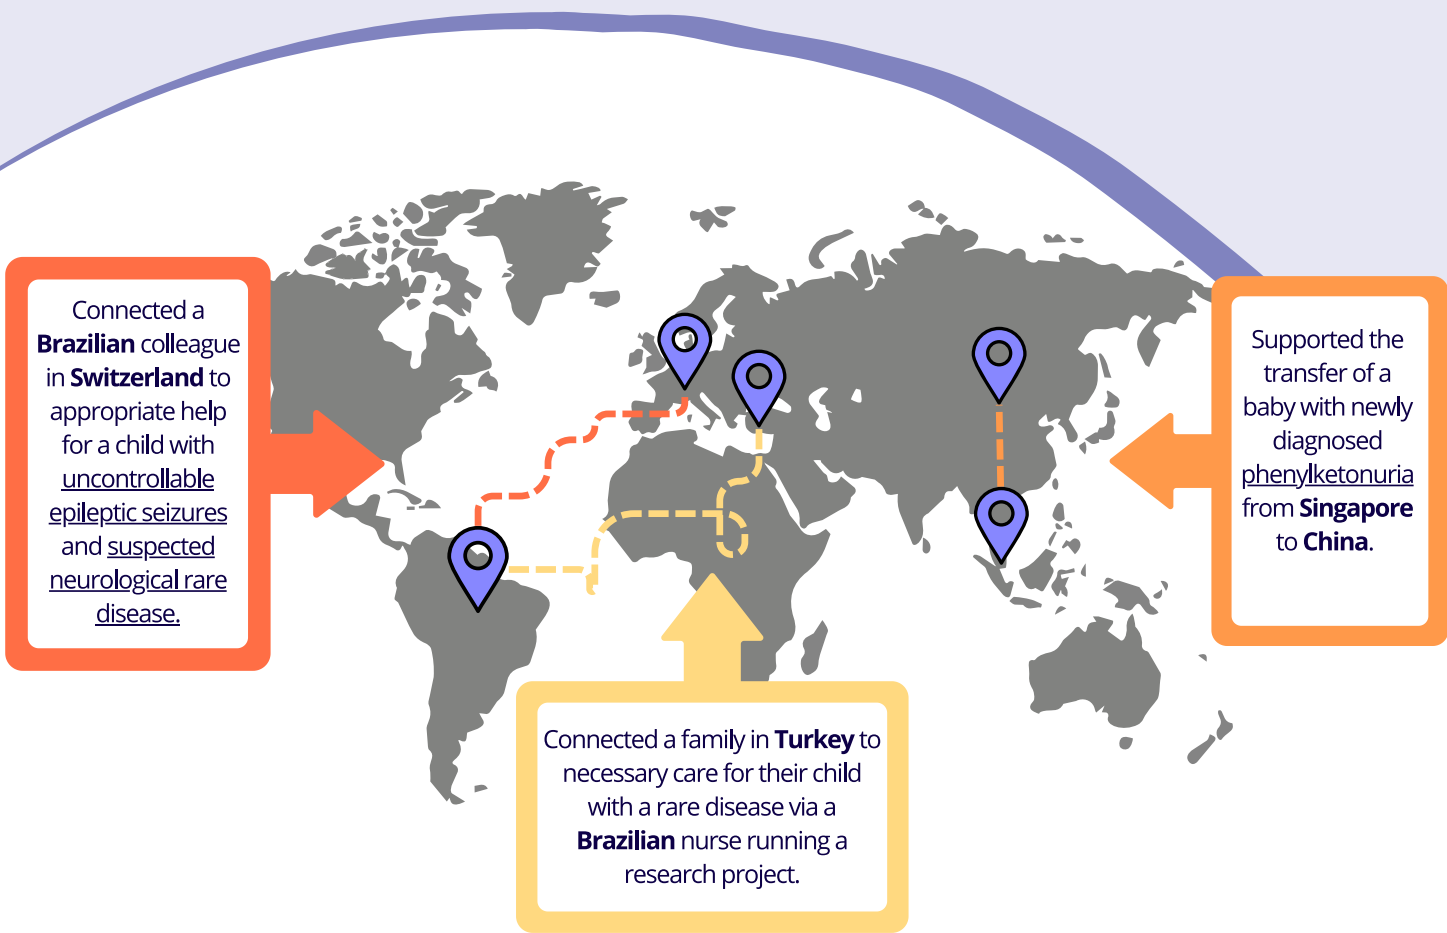 Connected a
Brazilian colleague
in Switzerland to
appropriate help
for a child with
uncontrollable
epileptic seizures
and suspected
neurological rare
disease.
Supported the
transfer of a
baby with newly
diagnosed
phenylketonuria
from Singapore
to China.
Connected a family in Turkey to
necessary care for their child
with a rare disease via a
Brazilian nurse running a
research project.